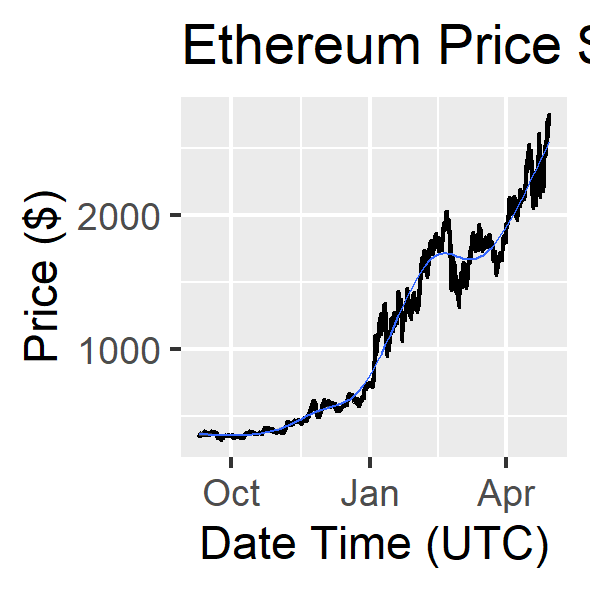 Ethereum Price
Price ($)
2000
1000
Oct Jan Apr
Date Time (UTC)